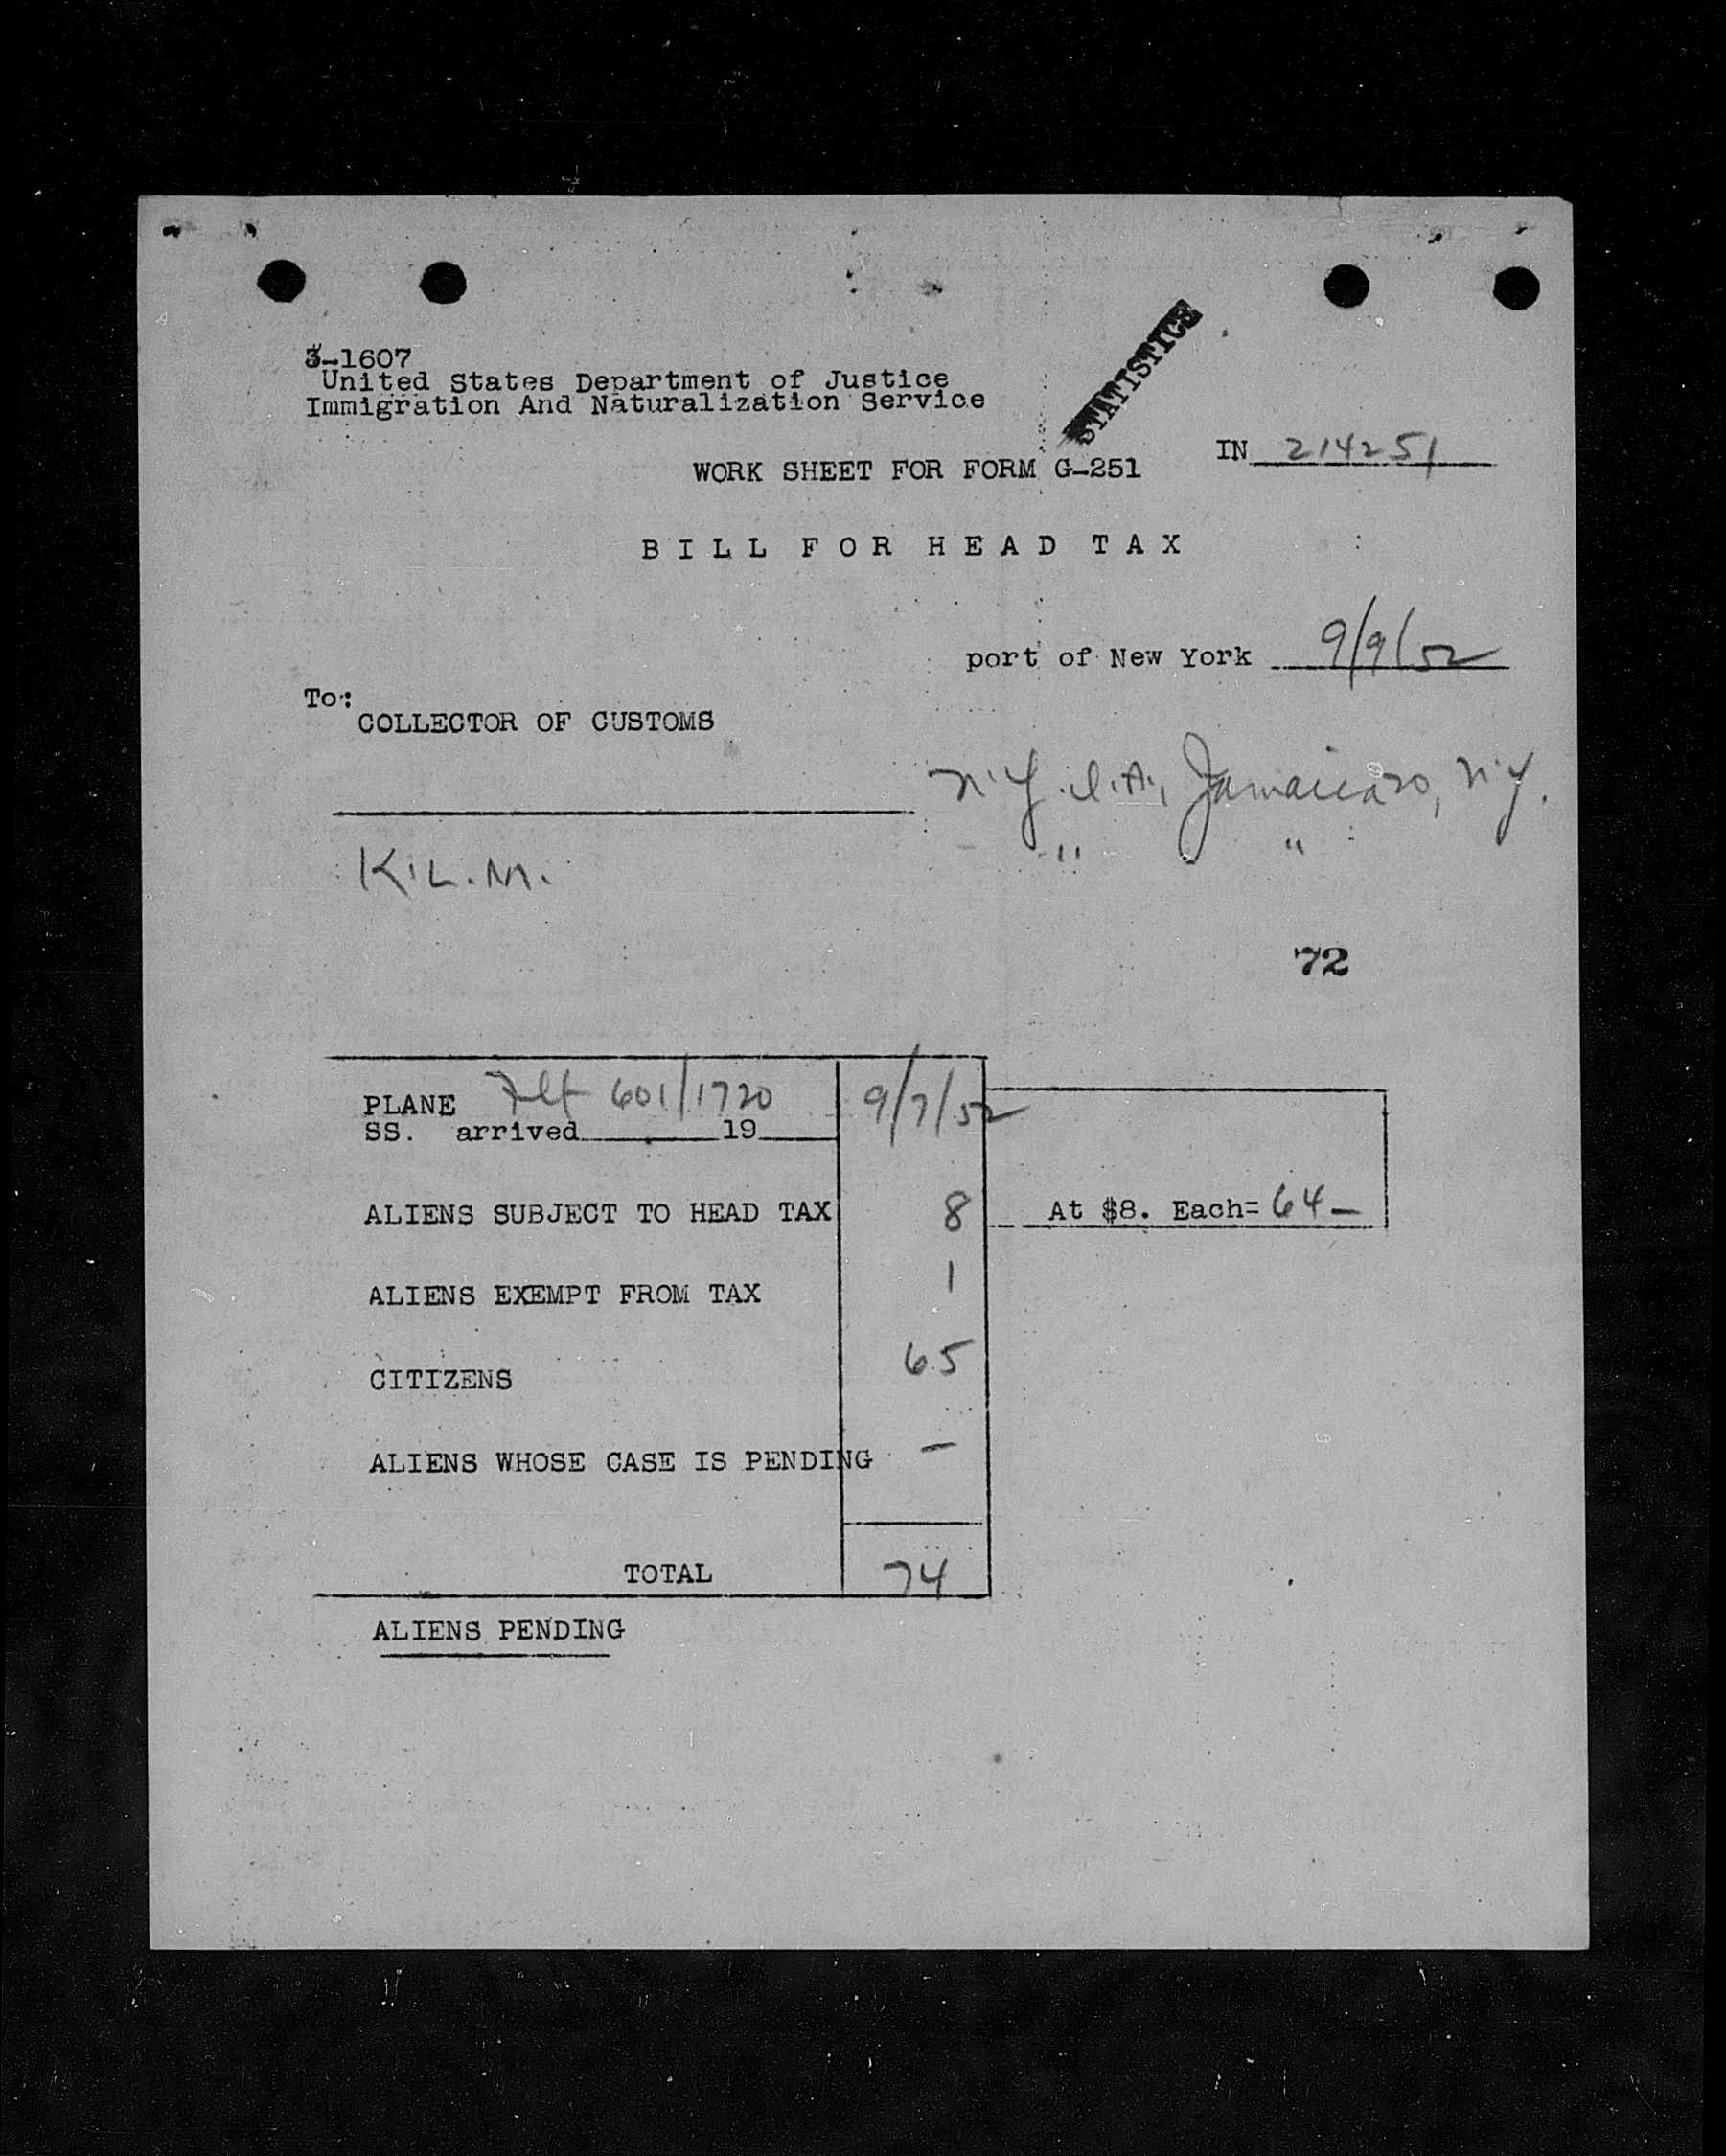 3-1607
United States Department of Justice
Immigration And Naturalization Service
STATISTICS
IN 214251
WORK SHEET FOR FORM G-251
BILL FOR HEAD TAX
port of New York 9/9/52
To:
COLLECTOR OF CUSTOMS
N.Y.I.A., Jamaica 30, N.Y.
" "
K.L.M.
72
PLANE Flt 601/1720 9/7/52
SS. arrived 19
ALIENS SUBJECT TO HEAD TAX 8 At $8. Each= 64 —
ALIENS EXEMPT FROM TAX 1
CITIZENS 65
ALIENS WHOSE CASE IS PENDING —
TOTAL 74
ALIENS PENDING